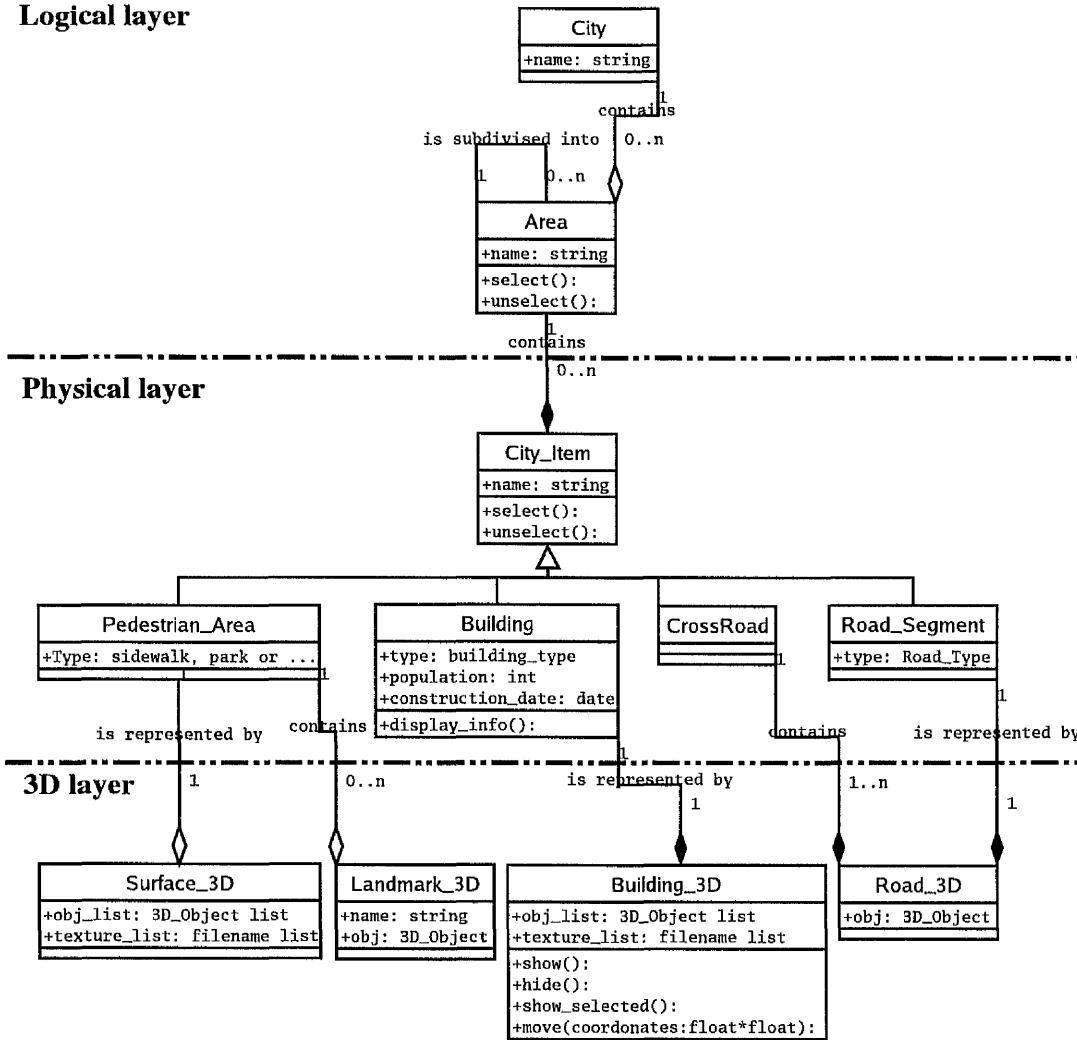 Logical layer
City
+name: string
1
contains
0..n
is subdivised into
1
0..n
Area
+name: string
+select():
+unselect():
1
contains
0..n
Physical layer
City_Item
+name: string
+select():
+unselect():
Pedestrian_Area
+Type: sidewalk, park or ...
Building
+type: building_type
+population: int
+construction_date: date
+display_info():
CrossRoad
Road_Segment
+type: Road_Type
1
1
1
is represented by
contains
1
contains
is represented by
3D layer
1
0..n
is represented by
1
1..n
1
Surface_3D
+obj_list: 3D_Object list
+texture_list: filename list
Landmark_3D
+name: string
+obj: 3D_Object
Building_3D
+obj_list: 3D_Object list
+texture_list: filename list
+show():
+hide():
+show_selected():
+move(coordonates:float*float):
Road_3D
+obj: 3D_Object